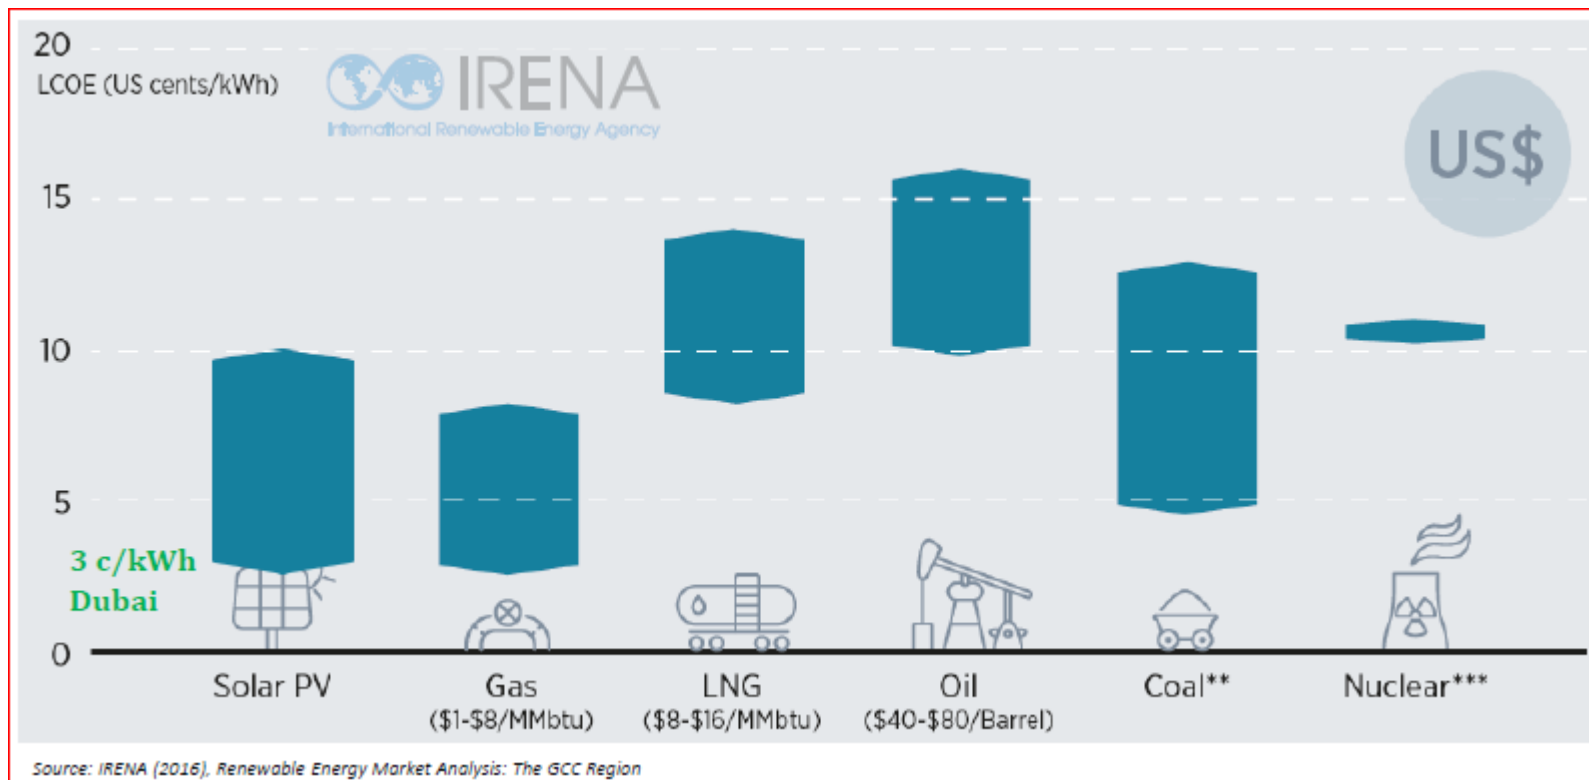 20
LCOE (US cents/kWh)
IRENA
International Renewable Energy Agency
US$
15
10
5
3 c/kWh
Dubai
0
Solar PV
Gas
($1-$8/MMbtu)
LNG
($8-$16/MMbtu)
Oil
($40-$80/Barrel)
Coal**
Nuclear***
Source: IRENA (2016), Renewable Energy Market Analysis: The GCC Region